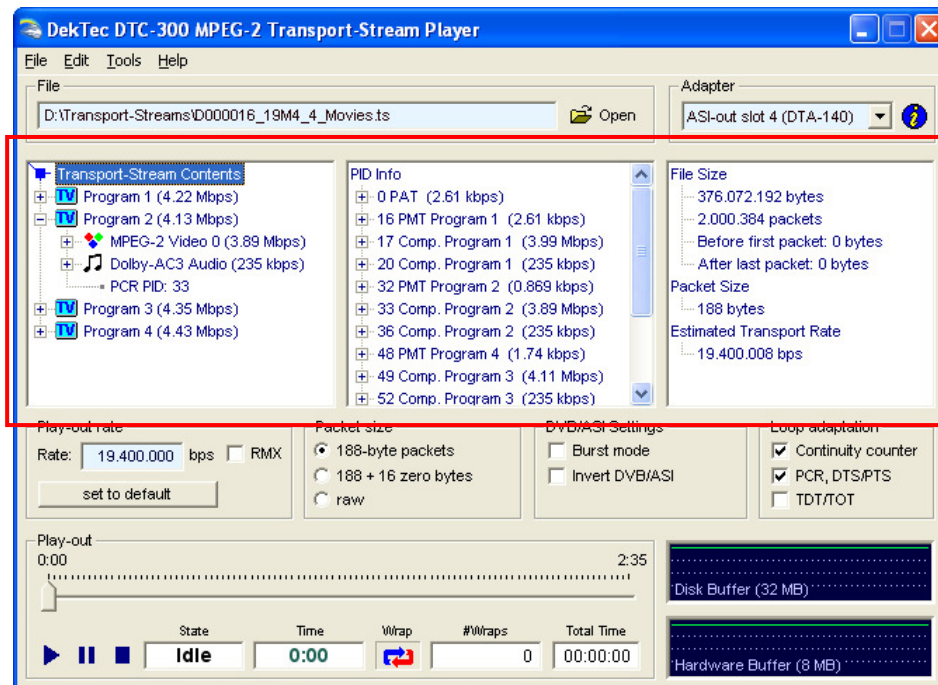 DekTec DTC-300 MPEG-2 Transport-Stream Player
File Edit Tools Help
File
D:\Transport-Streams\D000016_19M4_4_Movies.ts
Open
Adapter
ASI-out slot 4 (DTA-140)
Transport-Stream Contents
TV Program 1 (4.22 Mbps)
TV Program 2 (4.13 Mbps)
MPEG-2 Video 0 (3.89 Mbps)
Dolby-AC3 Audio (235 kbps)
PCR PID: 33
TV Program 3 (4.35 Mbps)
TV Program 4 (4.43 Mbps)
PID Info
0 PAT (2.61 kbps)
16 PMT Program 1 (2.61 kbps)
17 Comp. Program 1 (3.99 Mbps)
20 Comp. Program 1 (235 kbps)
32 PMT Program 2 (0.869 kbps)
33 Comp. Program 2 (3.89 Mbps)
36 Comp. Program 2 (235 kbps)
48 PMT Program 4 (1.74 kbps)
49 Comp. Program 3 (4.11 Mbps)
52 Comp. Program 3 (235 kbps)
File Size
376.072.192 bytes
2.000.384 packets
Before first packet: 0 bytes
After last packet: 0 bytes
Packet Size
188 bytes
Estimated Transport Rate
19.400.008 bps
Play-out rate
Rate: 19.400.000 bps RMX
set to default
Packet size
188-byte packets
188 + 16 zero bytes
raw
DVB/ASI Settings
Burst mode
Invert DVB/ASI
Loop adaptation
Continuity counter
PCR, DTS/PTS
TDT/TOT
Play-out
0:00 2:35
State Time Wrap #Wraps Total Time
Idle 0:00 0 00:00:00
Disk Buffer (32 MB)
Hardware Buffer (8 MB)